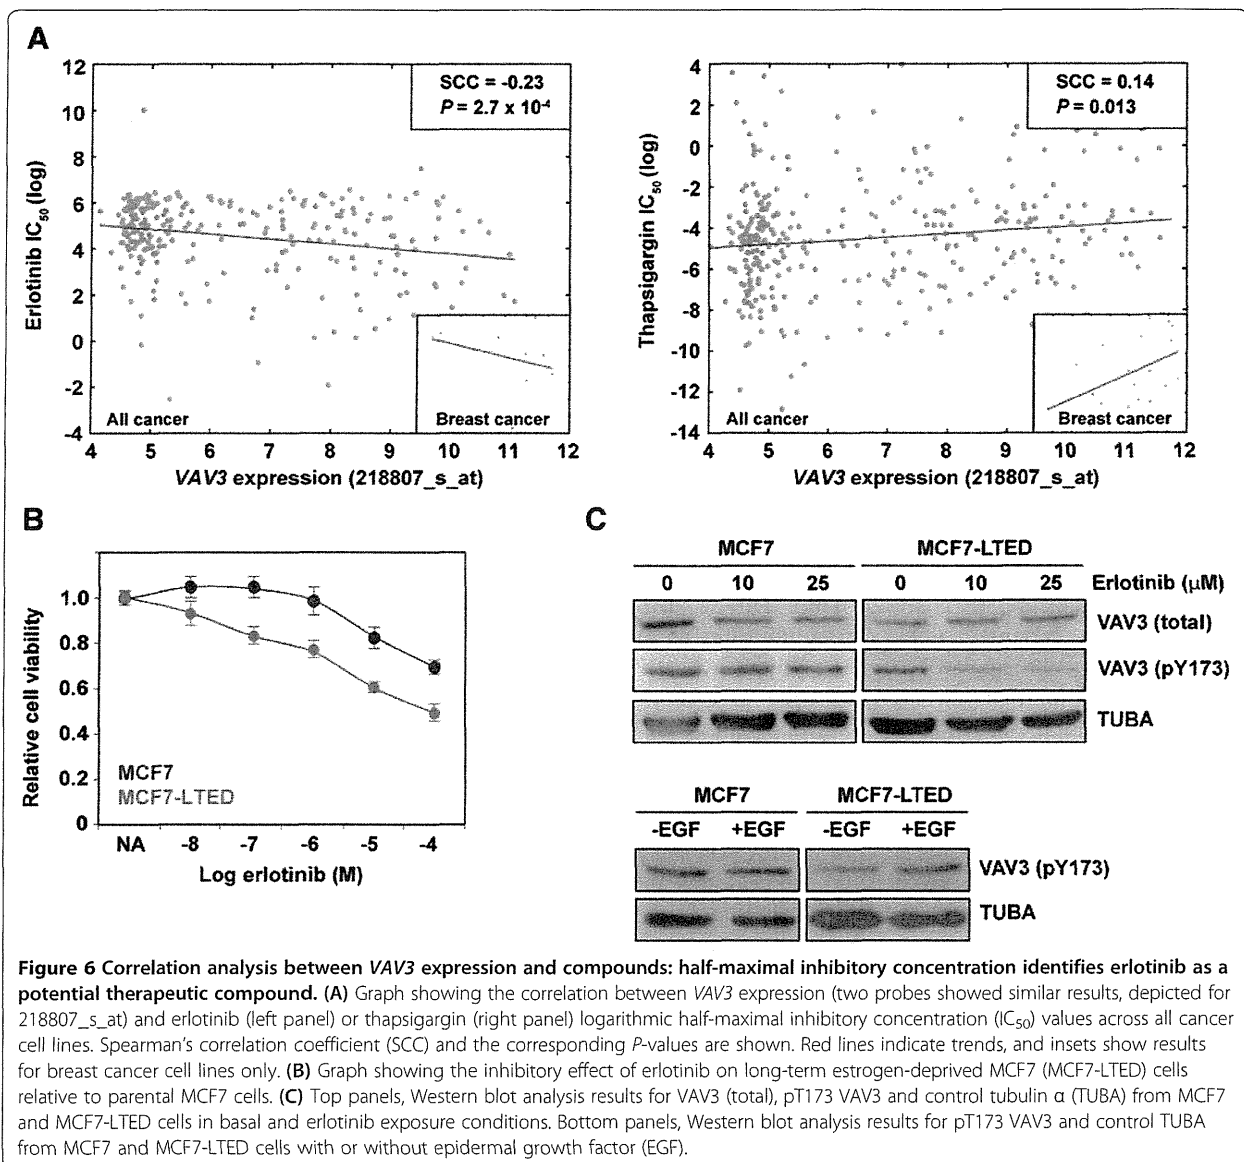 A
12
10
8
6
4
2
0
-2
-4
Erlotinib IC50 (log)
SCC = -0.23
P = 2.7 x 10-4
All cancer
Breast cancer
4 5 6 7 8 9 10 11 12
VAV3 expression (218807_s_at)
4
2
0
-2
-4
-6
-8
-10
-12
-14
Thapsigargin IC50 (log)
SCC = 0.14
P = 0.013
All cancer
Breast cancer
4 5 6 7 8 9 10 11 12
VAV3 expression (218807_s_at)
B
1.0
0.8
0.6
0.4
0.2
0
Relative cell viability
MCF7
MCF7-LTED
NA -8 -7 -6 -5 -4
Log erlotinib (M)
C
MCF7 MCF7-LTED
0 10 25 0 10 25 Erlotinib (µM)
VAV3 (total)
VAV3 (pY173)
TUBA
MCF7 MCF7-LTED
-EGF +EGF -EGF +EGF
VAV3 (pY173)
TUBA
Figure 6 Correlation analysis between VAV3 expression and compounds: half-maximal inhibitory concentration identifies erlotinib as a
potential therapeutic compound. (A) Graph showing the correlation between VAV3 expression (two probes showed similar results, depicted for
218807_s_at) and erlotinib (left panel) or thapsigargin (right panel) logarithmic half-maximal inhibitory concentration (IC50) values across all cancer
cell lines. Spearman's correlation coefficient (SCC) and the corresponding P-values are shown. Red lines indicate trends, and insets show results
for breast cancer cell lines only. (B) Graph showing the inhibitory effect of erlotinib on long-term estrogen-deprived MCF7 (MCF7-LTED) cells
relative to parental MCF7 cells. (C) Top panels, Western blot analysis results for VAV3 (total), pT173 VAV3 and control tubulin α (TUBA) from MCF7
and MCF7-LTED cells in basal and erlotinib exposure conditions. Bottom panels, Western blot analysis results for pT173 VAV3 and control TUBA
from MCF7 and MCF7-LTED cells with or without epidermal growth factor (EGF).